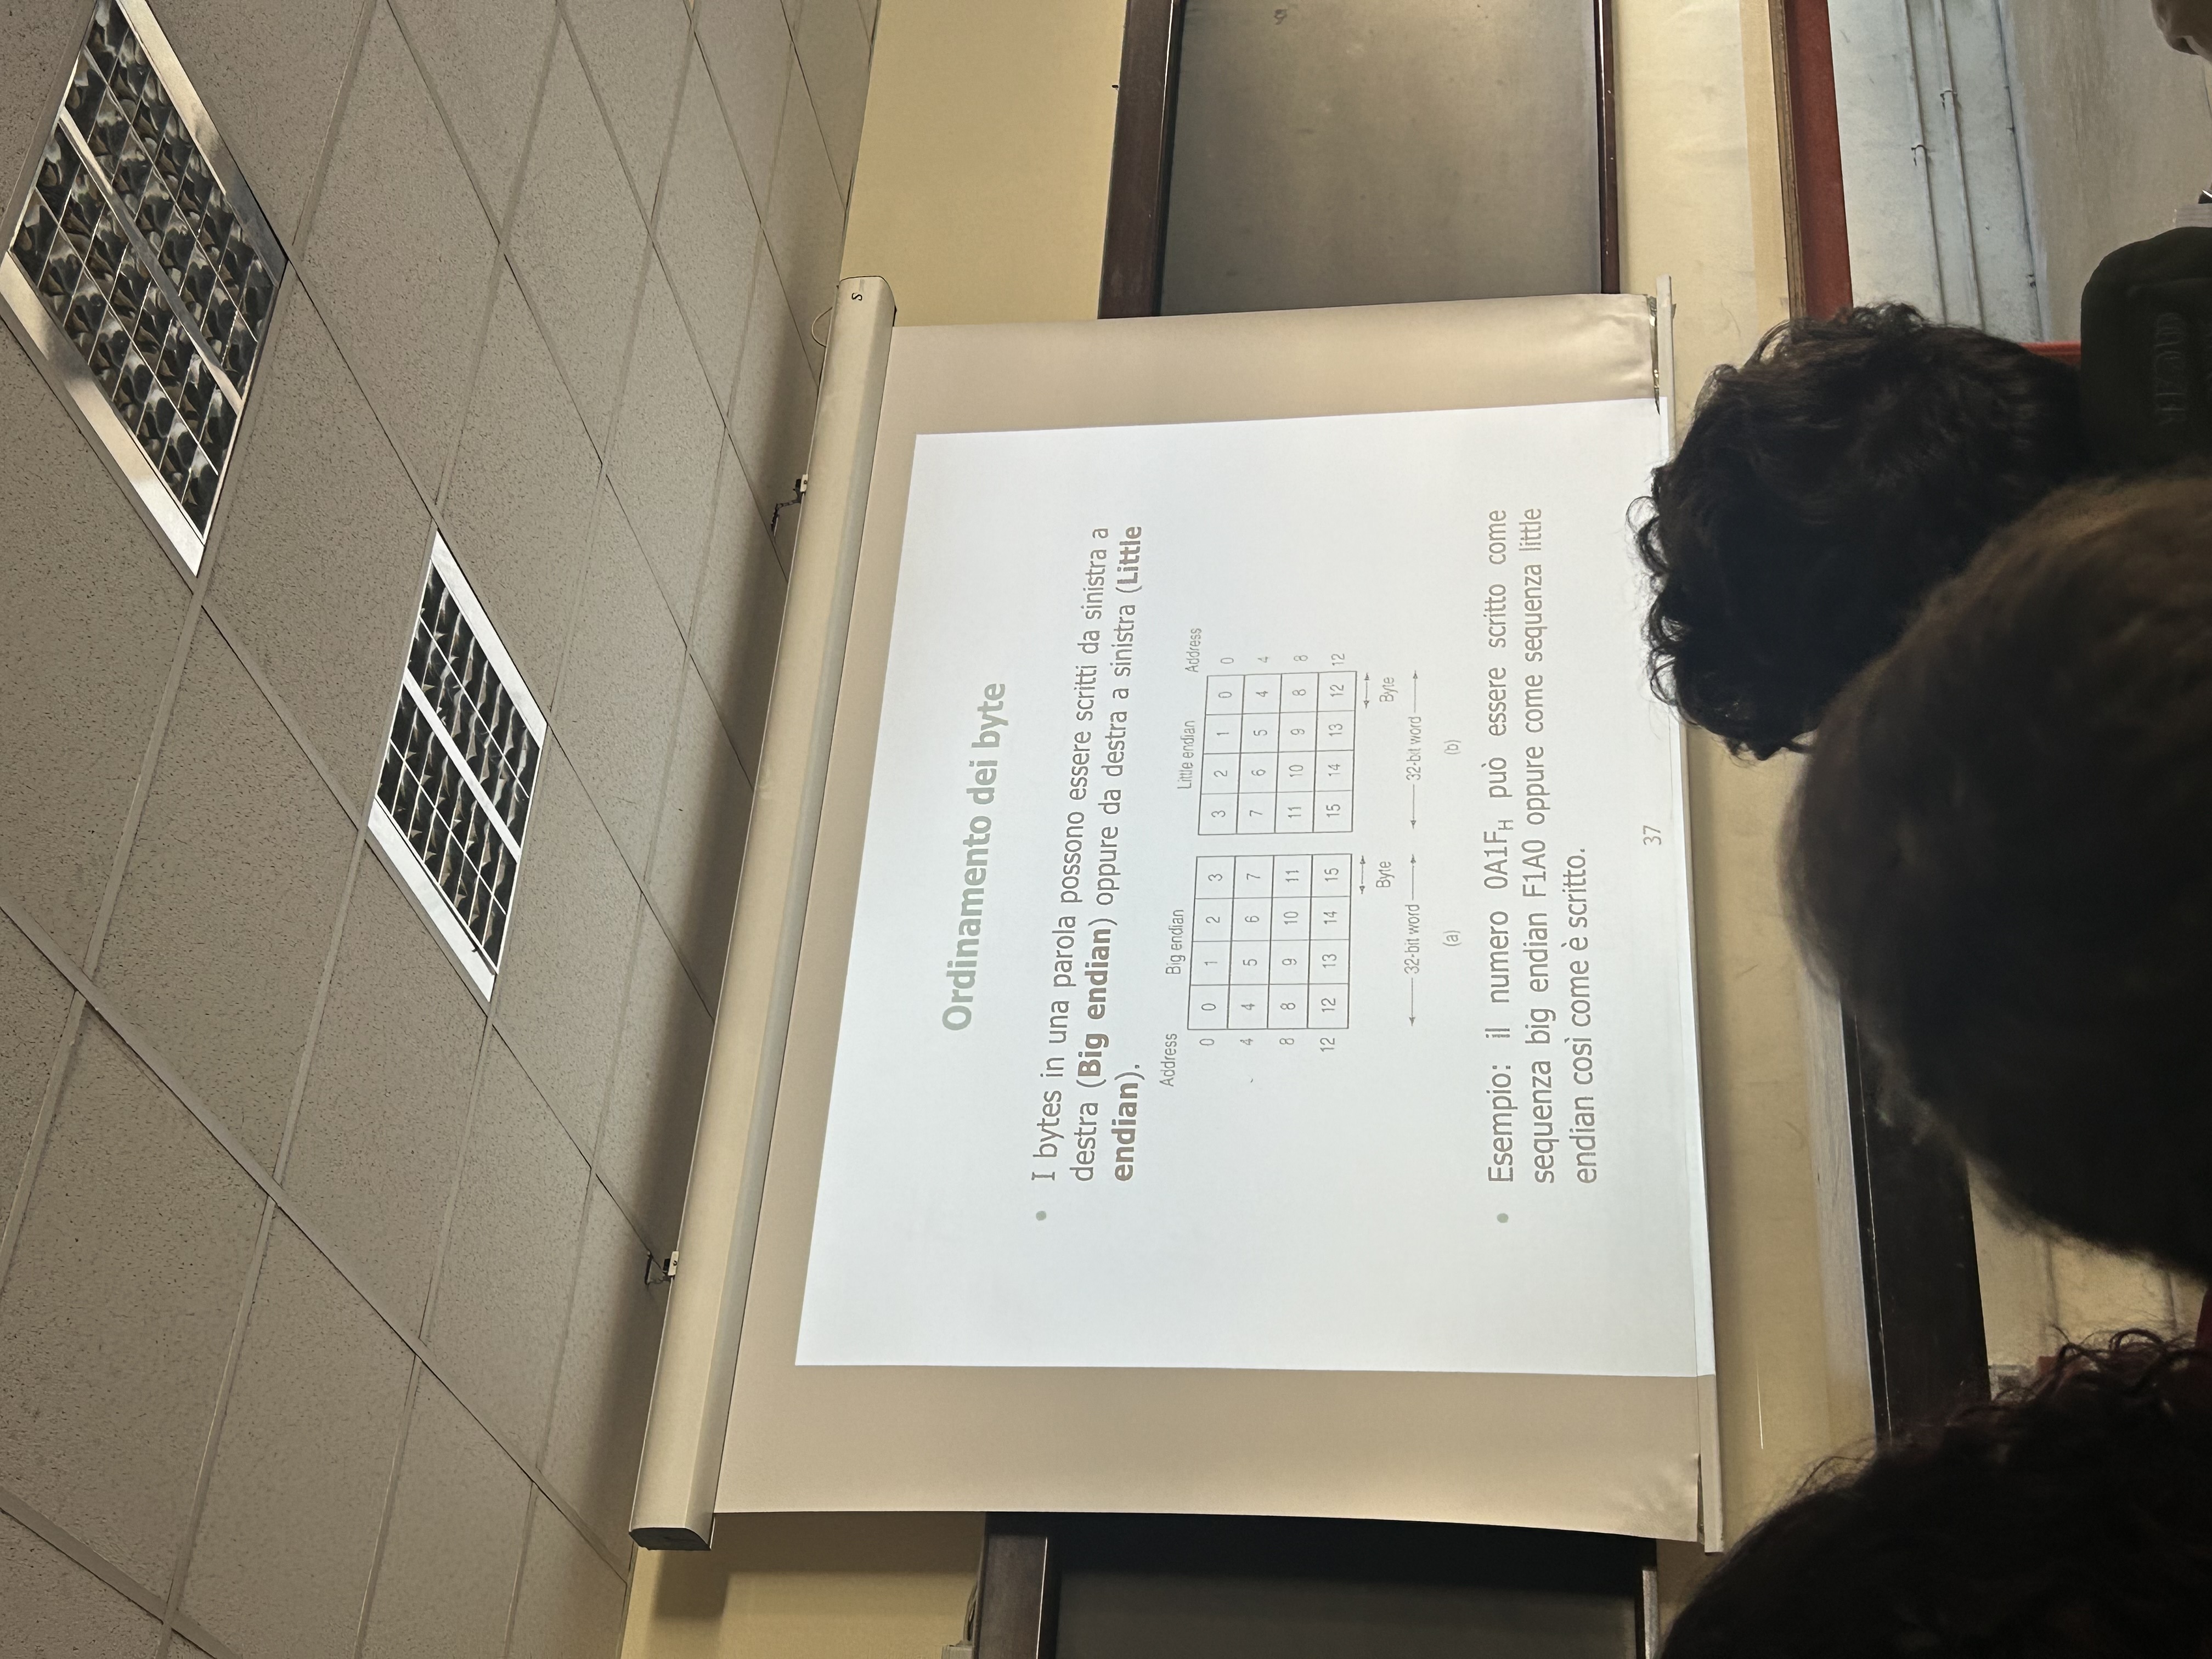 S
Ordinamento dei byte
• I bytes in una parola possono essere scritti da sinistra a
destra (Big endian) oppure da destra a sinistra (Little
endian).
Address Big endian Little endian Address
0 0 1 2 3 3 2 1 0 0
4 4 5 6 7 7 6 5 4 4
8 8 9 10 11 11 10 9 8 8
12 12 13 14 15 15 14 13 12 12
Byte Byte
32-bit word 32-bit word
(a) (b)
• Esempio: il numero 0A1FH può essere scritto come
sequenza big endian F1A0 oppure come sequenza little
endian così come è scritto.
37